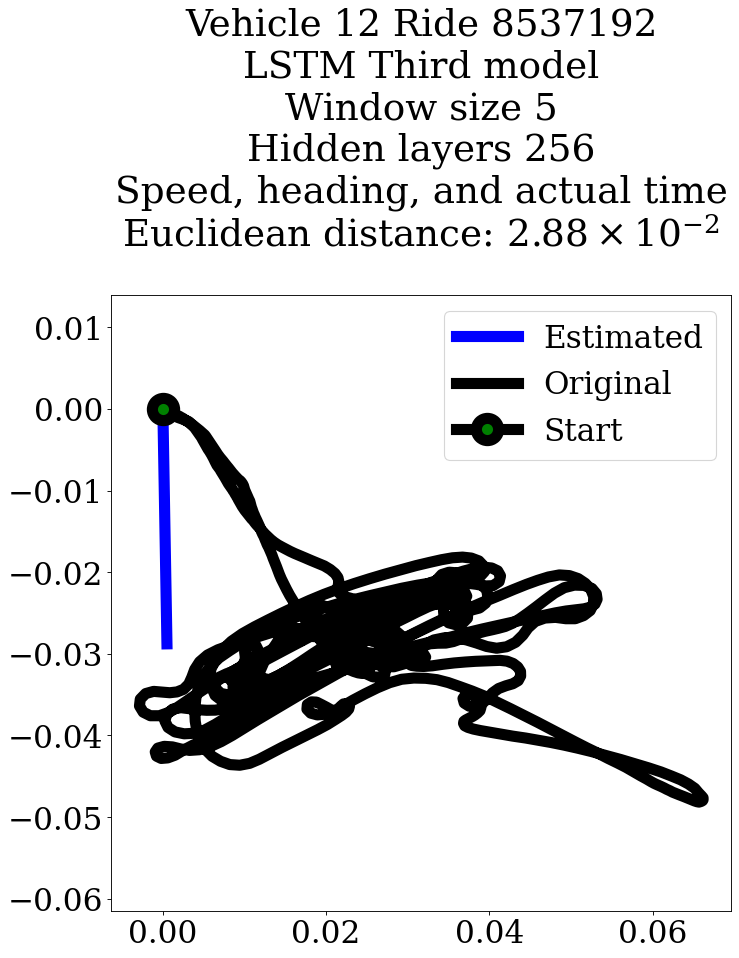 Vehicle 12 Ride 8537192
LSTM Third model
Window size 5
Hidden layers 256
Speed, heading, and actual time
Euclidean distance: 2.88 × 10⁻²
Estimated
Original
Start
0.01
0.00
−0.01
−0.02
−0.03
−0.04
−0.05
−0.06
0.00 0.02 0.04 0.06